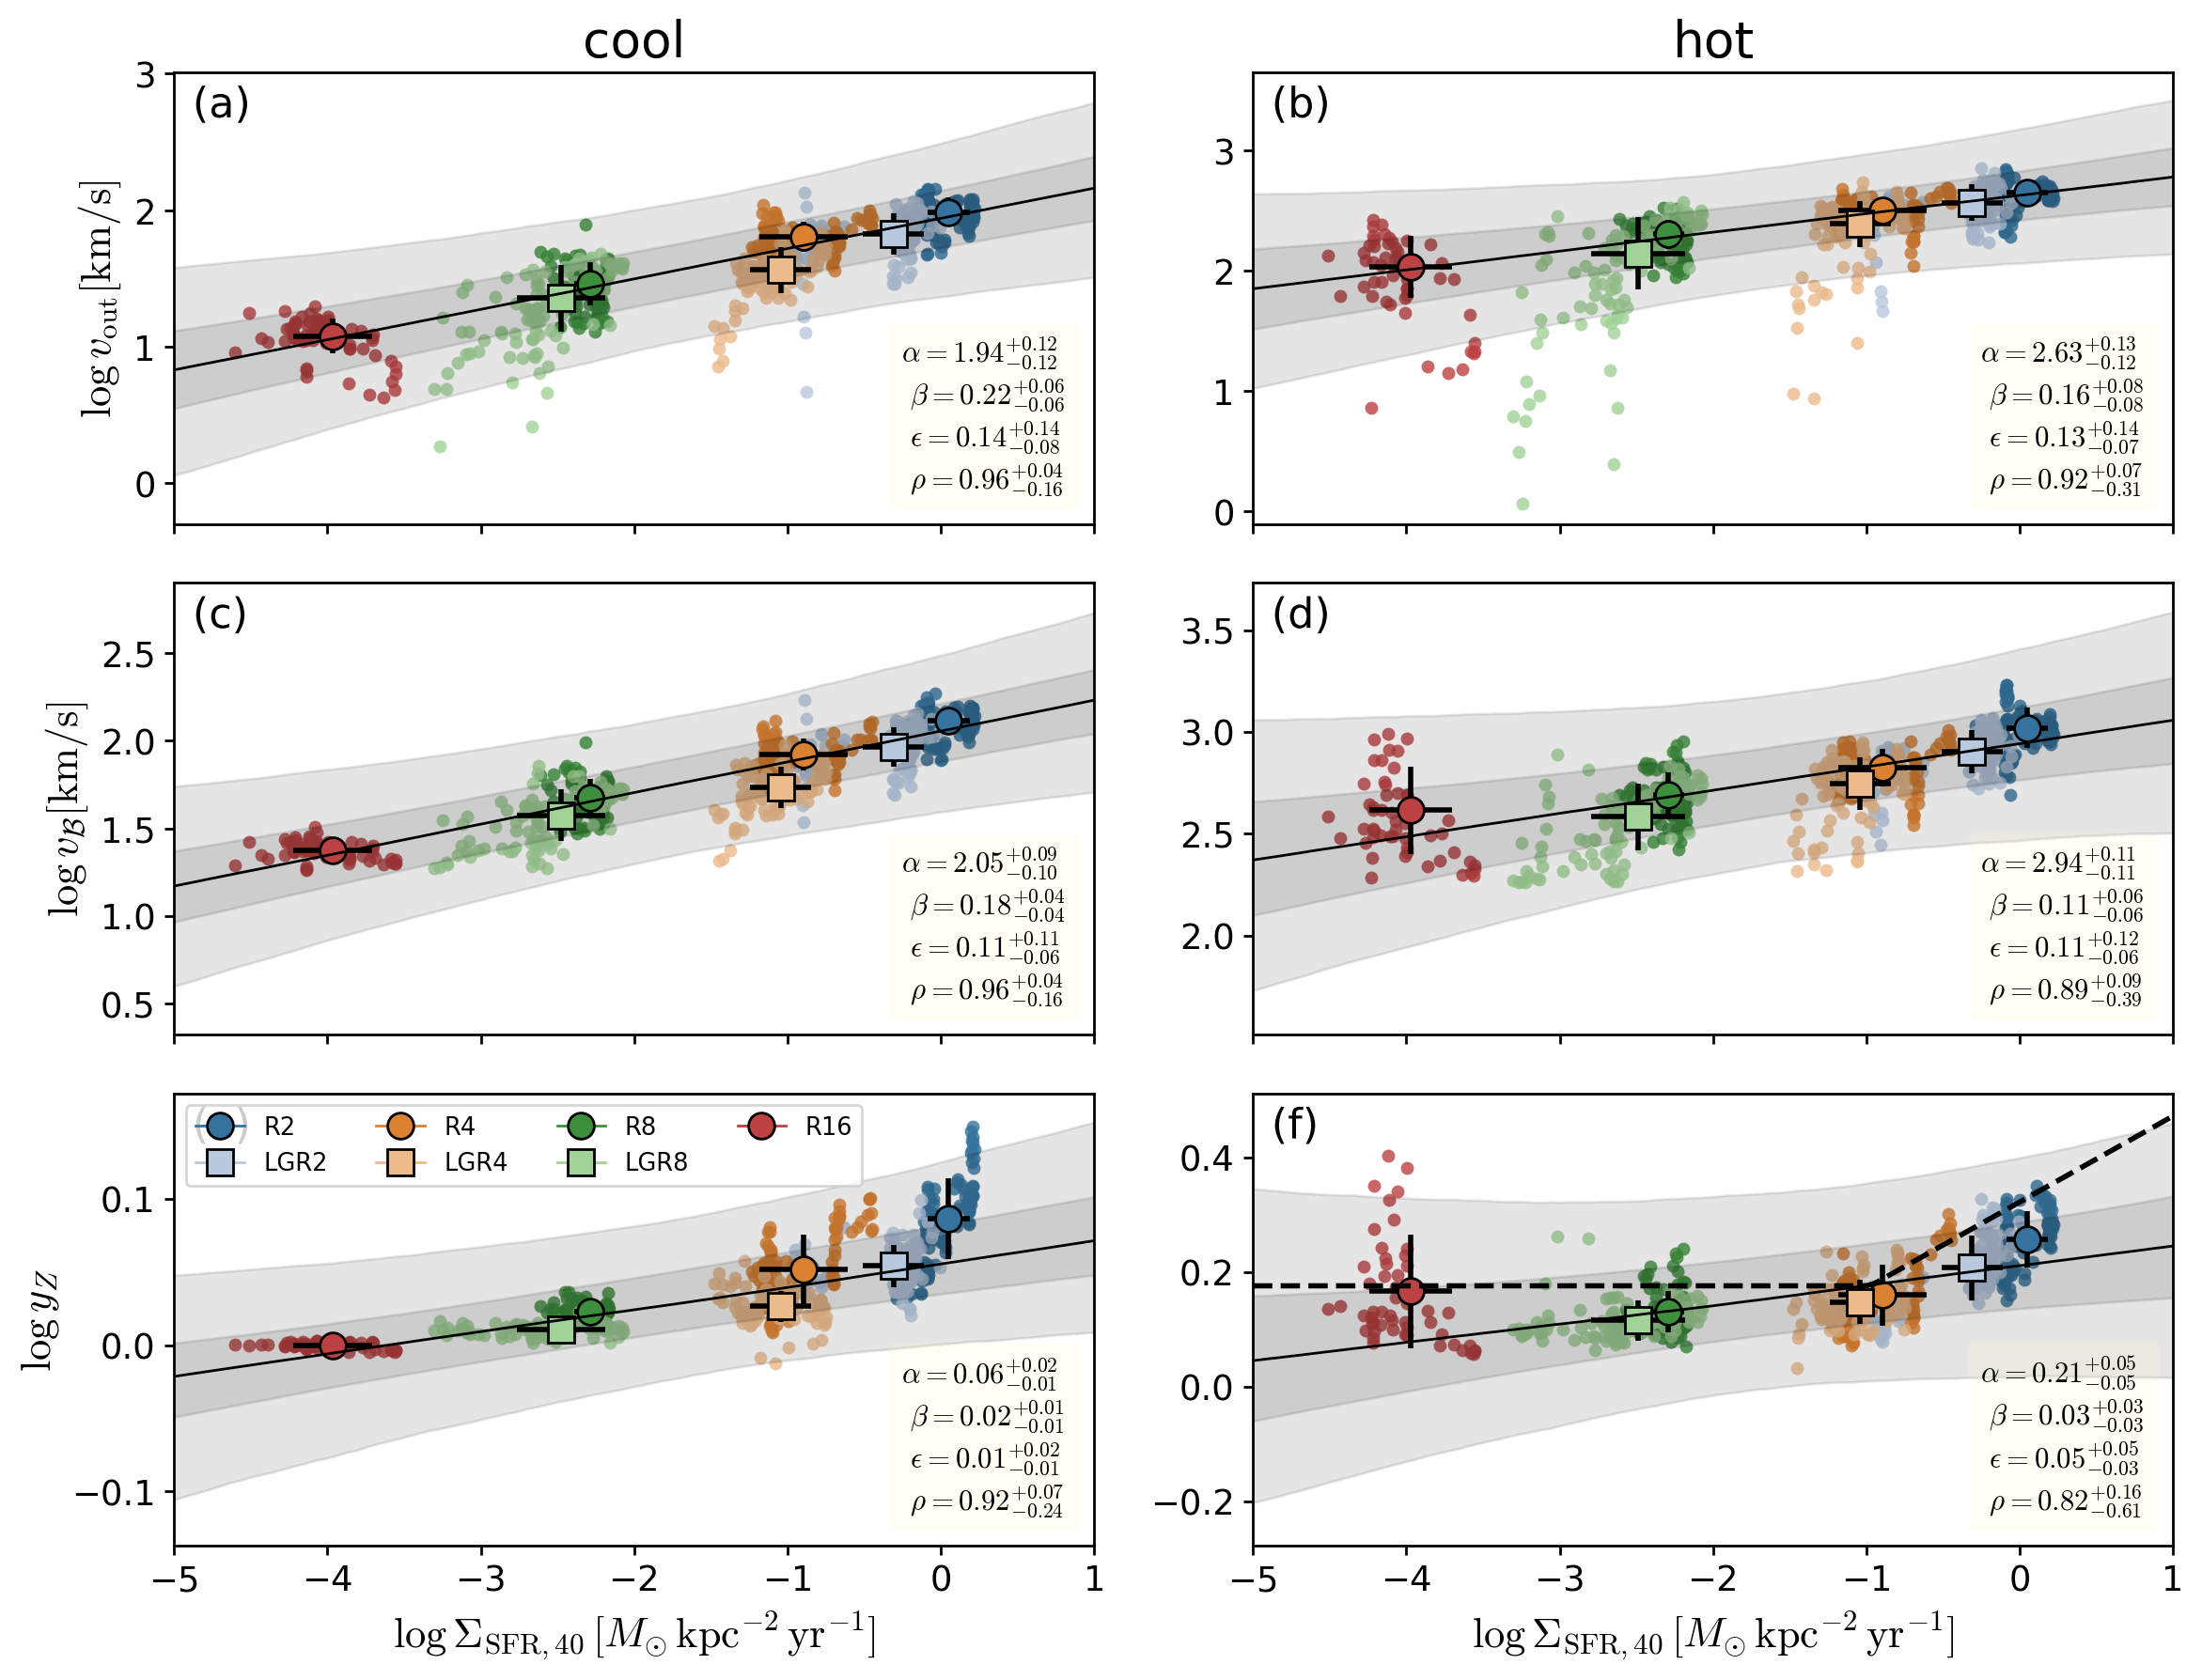 cool
hot
(a)
3
2
1
0
log v_out [km/s]
α = 1.94 +0.12 −0.12
β = 0.22 +0.06 −0.06
ϵ = 0.14 +0.14 −0.08
ρ = 0.96 +0.04 −0.16
(b)
3
2
1
0
α = 2.63 +0.13 −0.12
β = 0.16 +0.08 −0.08
ϵ = 0.13 +0.14 −0.07
ρ = 0.92 +0.07 −0.31
(c)
2.5
2.0
1.5
1.0
0.5
log v_ℬ [km/s]
α = 2.05 +0.09 −0.10
β = 0.18 +0.04 −0.04
ϵ = 0.11 +0.11 −0.06
ρ = 0.96 +0.04 −0.16
(d)
3.5
3.0
2.5
2.0
α = 2.94 +0.11 −0.11
β = 0.11 +0.06 −0.06
ϵ = 0.11 +0.12 −0.06
ρ = 0.89 +0.09 −0.39
R2 R4 R8 R16
LGR2 LGR4 LGR8
0.1
0.0
−0.1
log y_Z
α = 0.06 +0.02 −0.01
β = 0.02 +0.01 −0.01
ϵ = 0.01 +0.02 −0.01
ρ = 0.92 +0.07 −0.24
−5 −4 −3 −2 −1 0 1
log Σ_SFR, 40 [M_⊙ kpc^−2 yr^−1]
(f)
0.4
0.2
0.0
−0.2
α = 0.21 +0.05 −0.05
β = 0.03 +0.03 −0.03
ϵ = 0.05 +0.05 −0.03
ρ = 0.82 +0.16 −0.61
−5 −4 −3 −2 −1 0 1
log Σ_SFR, 40 [M_⊙ kpc^−2 yr^−1]